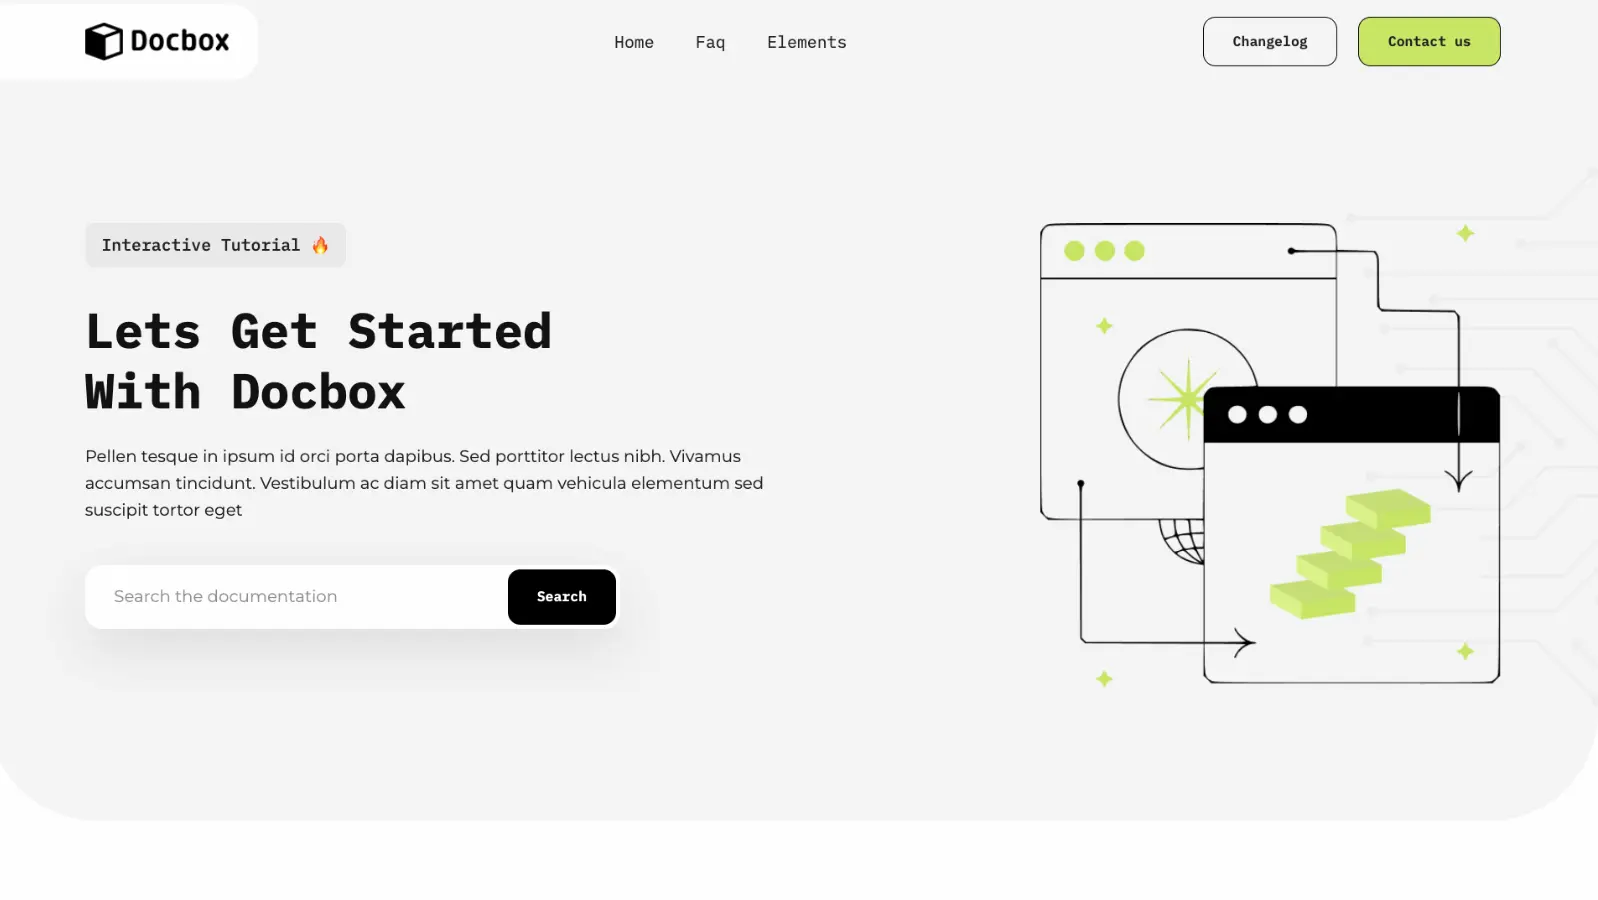 Docbox
Home
Faq
Elements
Changelog
Contact us
Interactive Tutorial 🔥
Lets Get Started
With Docbox
Pellen tesque in ipsum id orci porta dapibus. Sed porttitor lectus nibh. Vivamus
accumsan tincidunt. Vestibulum ac diam sit amet quam vehicula elementum sed
suscipit tortor eget
Search the documentation
Search